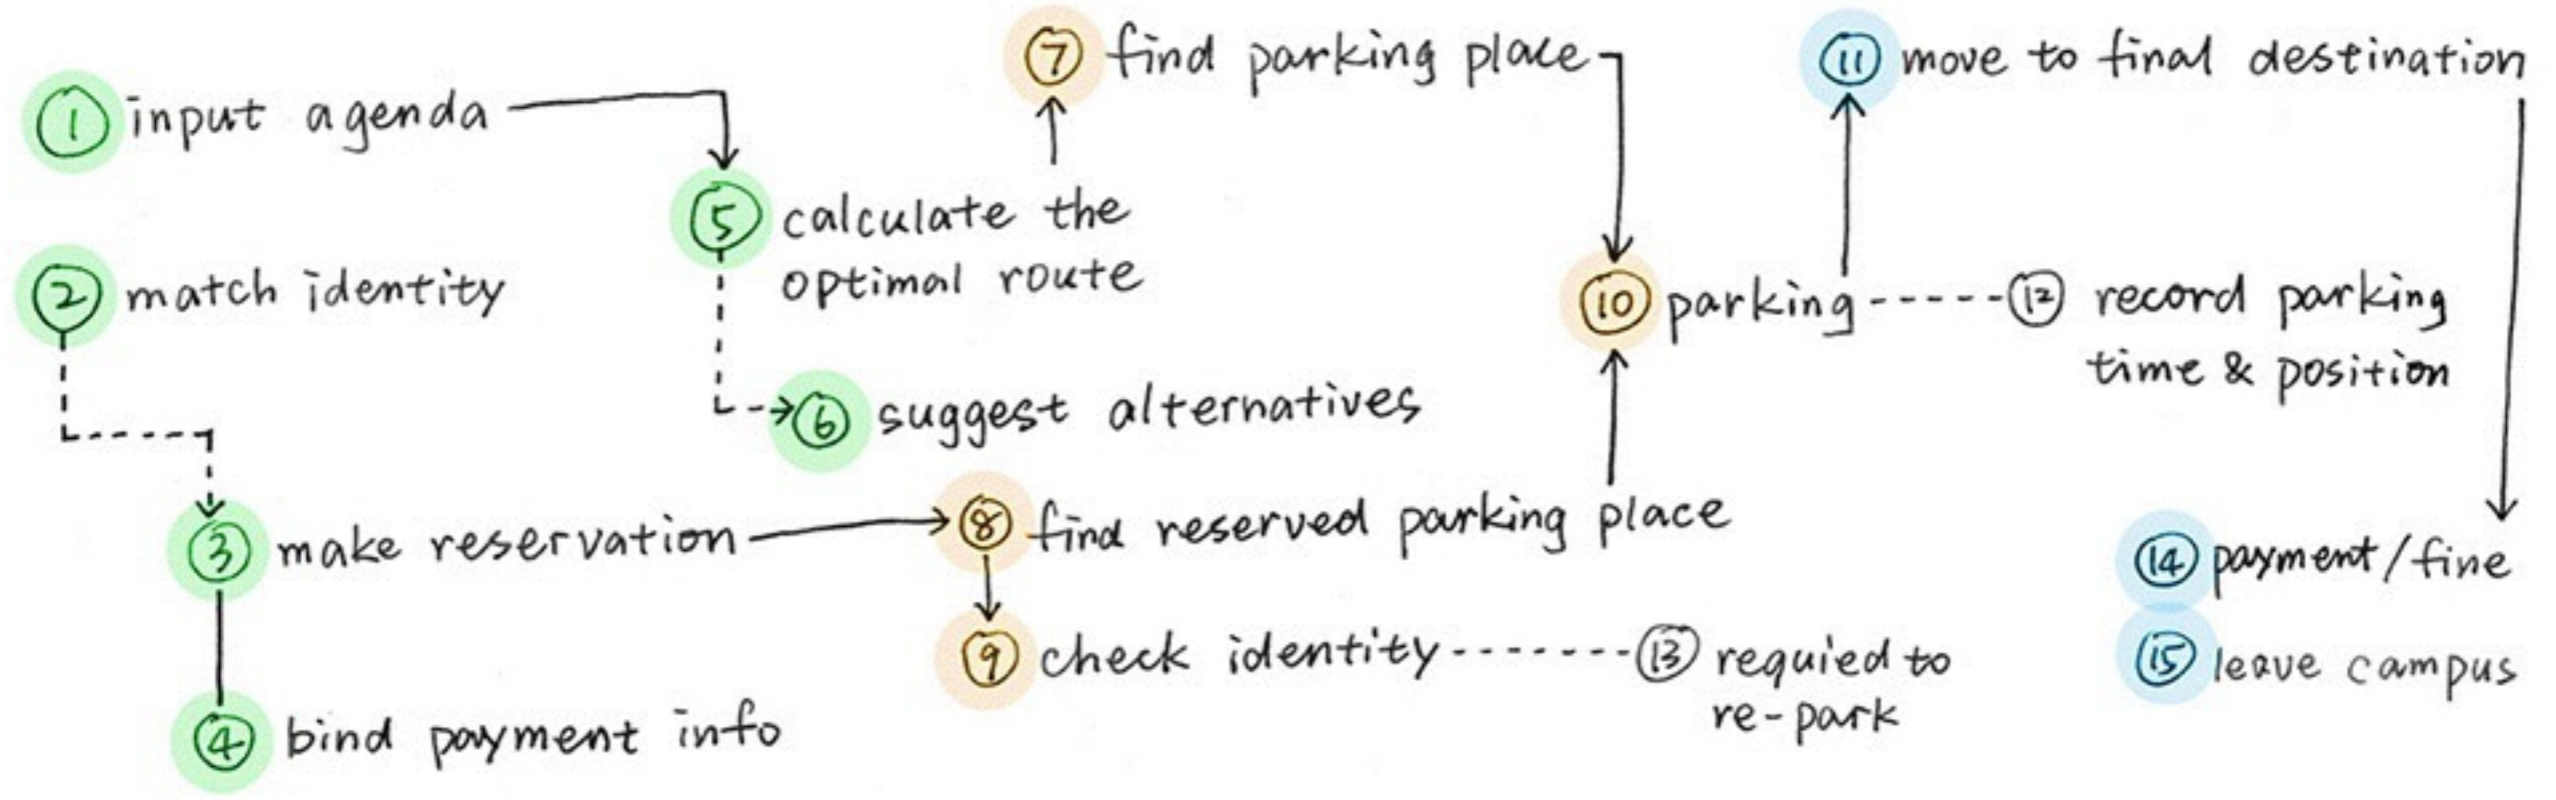 ① input agenda
② match identity
③ make reservation
④ bind payment info
⑤ calculate the
optimal route
⑥ suggest alternatives
⑦ find parking place
⑧ find reserved parking place
⑨ check identity
⑩ parking
⑪ move to final destination
⑫ record parking
time & position
⑬ requied to
re-park
⑭ payment/fine
⑮ leave campus